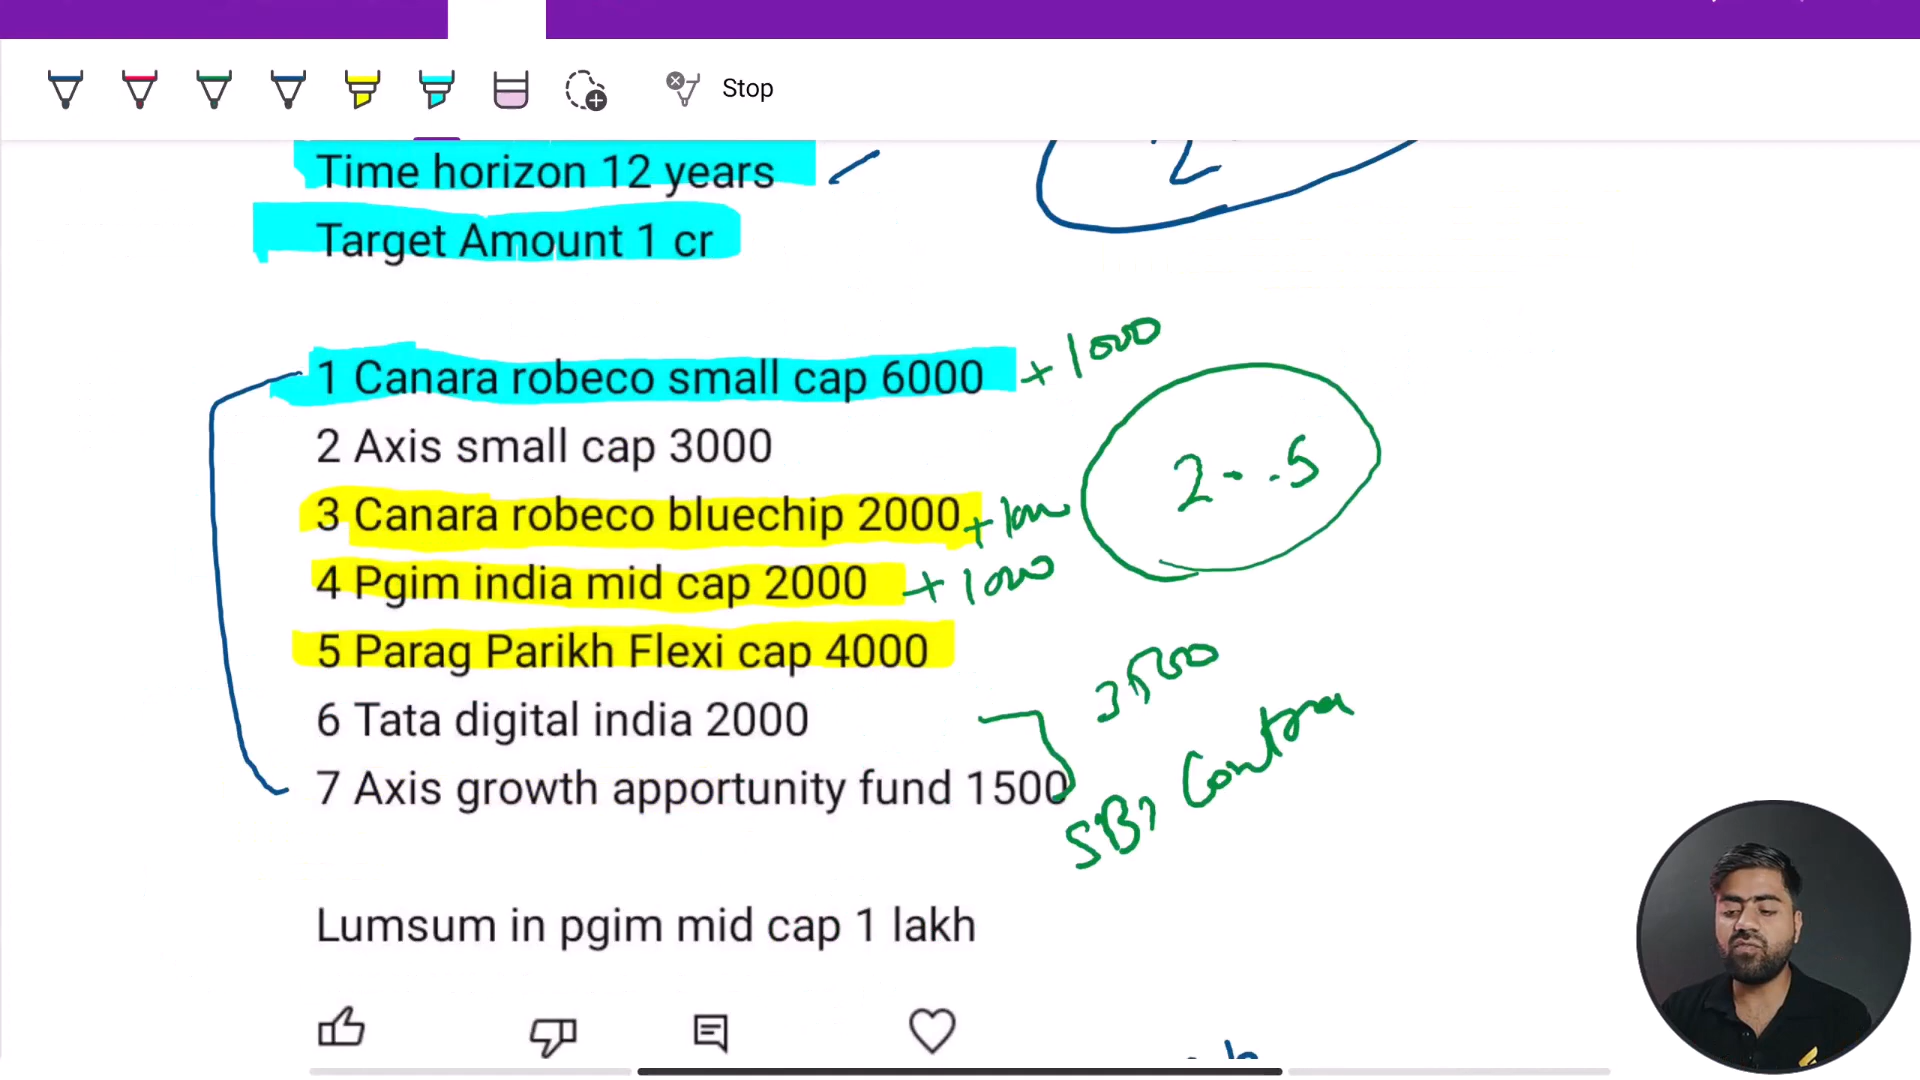 Stop
Time horizon 12 years
Target Amount 1 cr
1 Canara robeco small cap 6000 + 1000
2 Axis small cap 3000
3 Canara robeco bluechip 2000 + 1000
2 - .5
4 Pgim india mid cap 2000 + 1000
5 Parag Parikh Flexi cap 4000
3500
6 Tata digital india 2000
7 Axis growth apportunity fund 1500
SBI Contra
Lumsum in pgim mid cap 1 lakh